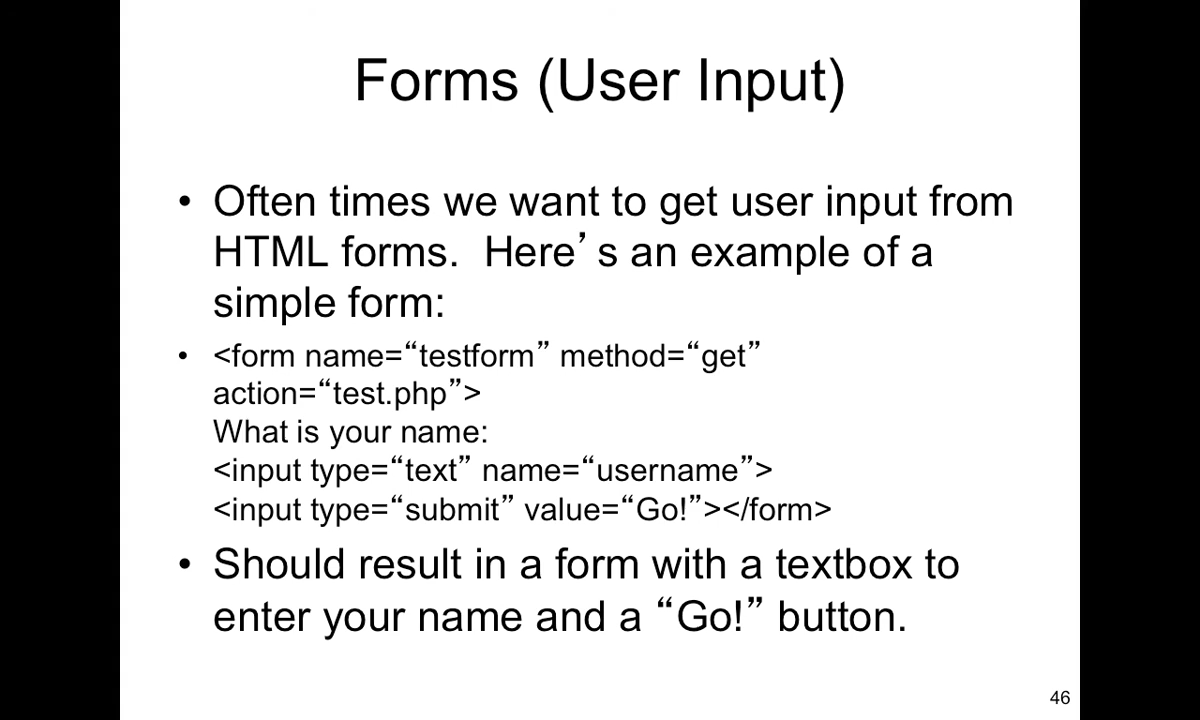 Forms (User Input)
• Often times we want to get user input from
HTML forms.  Here’s an example of a
simple form:
• <form name=“testform” method=“get”
action=“test.php”>
What is your name:
<input type=“text” name=“username”>
<input type=“submit” value=“Go!”></form>
• Should result in a form with a textbox to
enter your name and a “Go!” button.
46